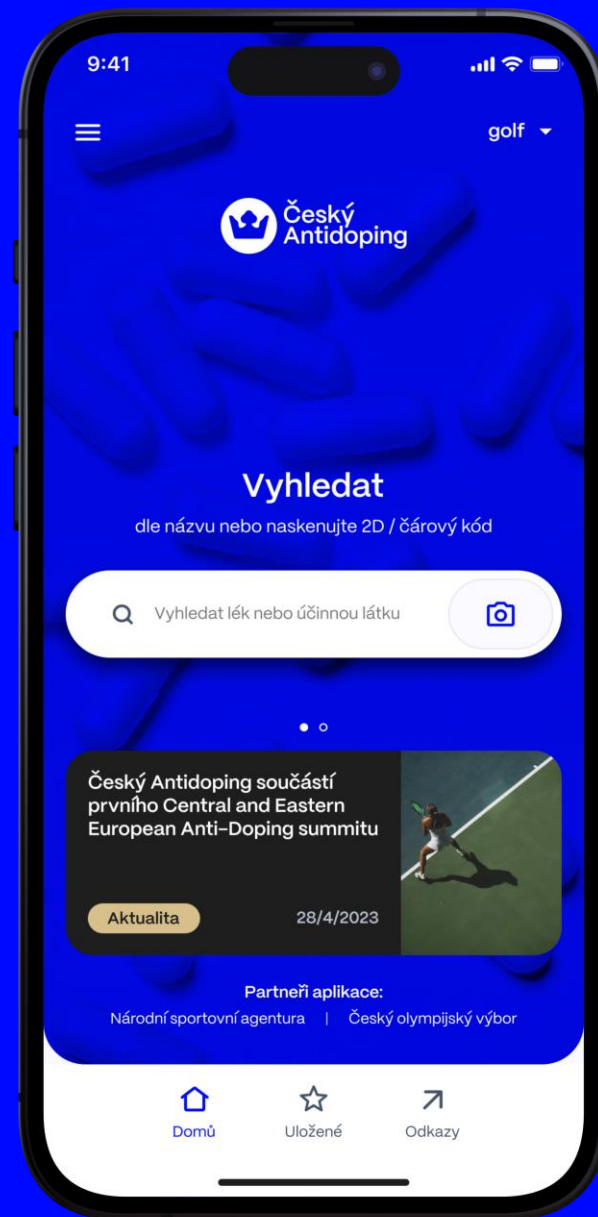 9:41
golf
Český
Antidoping
Vyhledat
dle názvu nebo naskenujte 2D / čárový kód
Vyhledat lék nebo účinnou látku
Český Antidoping součástí
prvního Central and Eastern
European Anti-Doping summitu
Aktualita
28/4/2023
Partneři aplikace:
Národní sportovní agentura | Český olympijský výbor
Domů
Uložené
Odkazy